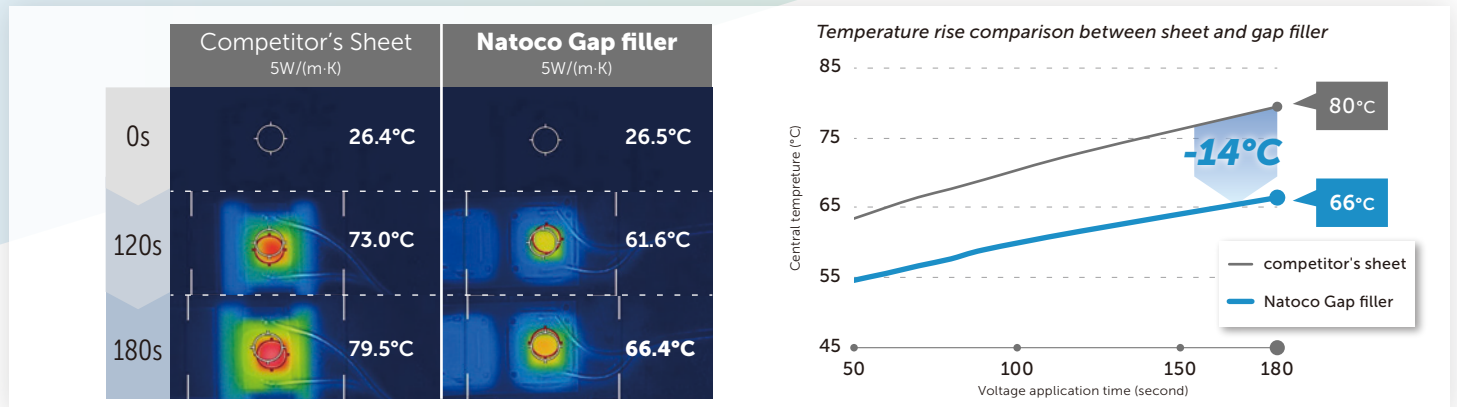 Competitor's Sheet
5W/(m·K)
Natoco Gap filler
5W/(m·K)
0s
26.4°C
26.5°C
120s
73.0°C
61.6°C
180s
79.5°C
66.4°C
Temperature rise comparison between sheet and gap filler
Central tempreture (°C)
85
75
65
55
45
80°C
-14°C
66°C
competitor's sheet
Natoco Gap filler
50
100
150
180
Voltage application time (second)